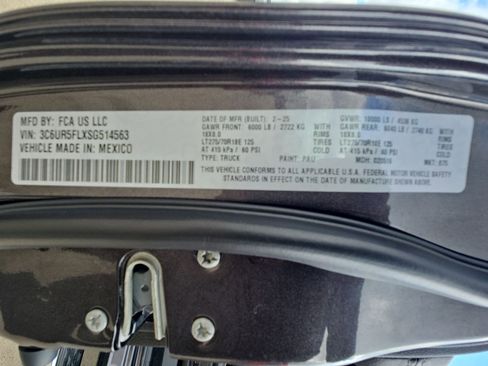 MFD BY: FCA US LLC
VIN: 3C6UR5FLXSG514563
VEHICLE MADE IN: MEXICO
DATE OF MFR (BUILT): 2-25
GVWR: 10000 LB / 4536 KG
GAWR FRONT: 6000 LB / 2722 KG
GAWR REAR: 6040 LB / 2740 KG
18X8.0 RIMS
18X8.0 RIMS
LT275/70R18E 125 TIRES
LT275/70R18E 125 TIRES
AT 415 kPa / 60 PSI COLD
AT 415 kPa / 60 PSI COLD
TYPE: TRUCK PAINT: PAU MDH: 020515 MKT: E75
THIS VEHICLE CONFORMS TO ALL APPLICABLE U.S.A. FEDERAL MOTOR VEHICLE SAFETY
STANDARDS IN EFFECT ON THE DATE OF MANUFACTURE SHOWN ABOVE.